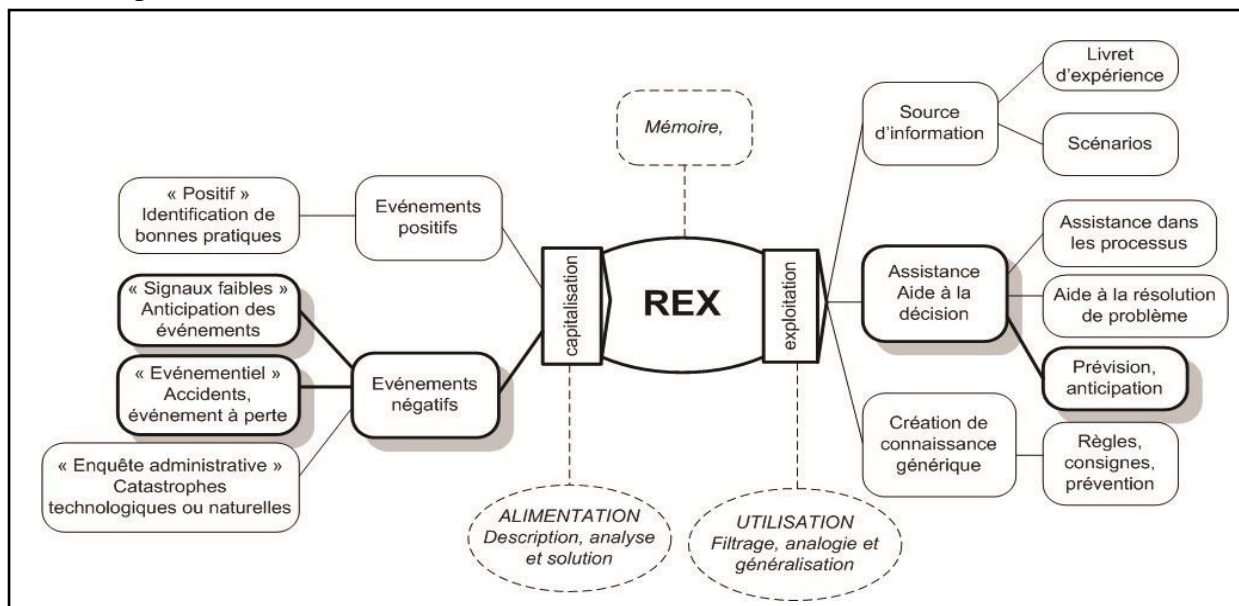 « Positif »
Identification de
bonnes pratiques
Evénements
positifs
« Signaux faibles »
Anticipation des
événements
« Evénementiel »
Accidents,
événement à perte
« Enquête administrative »
Catastrophes
technologiques ou naturelles
Evénements
négatifs
capitalisation
ALIMENTATION
Description, analyse
et solution
Mémoire,
REX
exploitation
UTILISATION
Filtrage, analogie et
généralisation
Source
d'information
Livret
d'expérience
Scénarios
Assistance
Aide à la
décision
Assistance dans
les processus
Aide à la résolution
de problème
Prévision,
anticipation
Création de
connaissance
générique
Règles,
consignes,
prévention